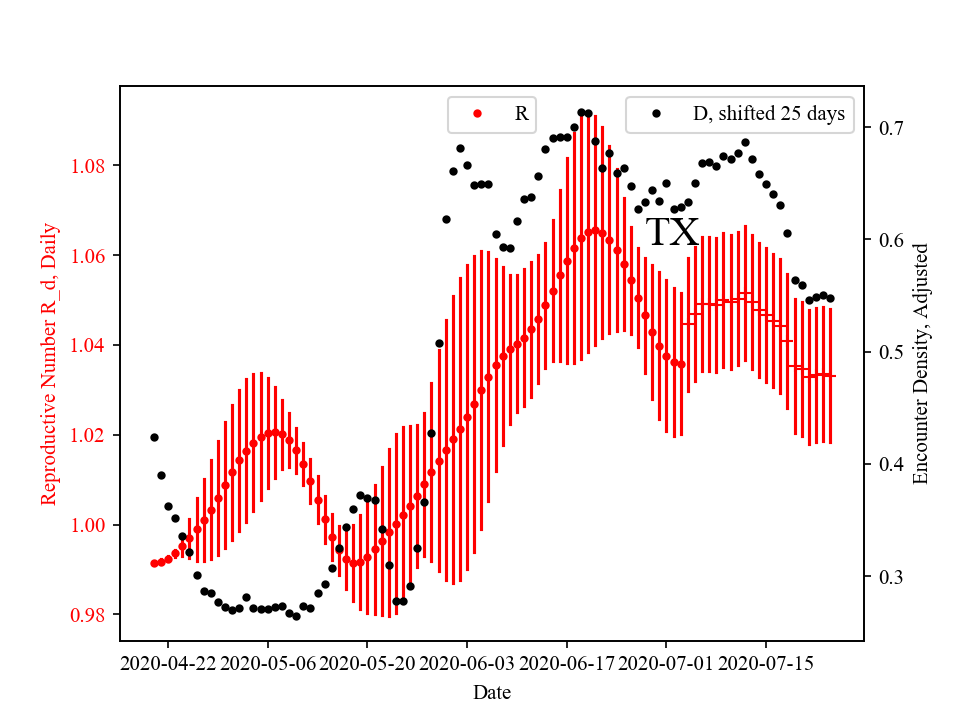 R
D, shifted 25 days
TX
Reproductive Number R_d, Daily
1.08
1.06
1.04
1.02
1.00
0.98
0.7
0.6
0.5
0.4
0.3
Encounter Density, Adjusted
2020-04-22 2020-05-06 2020-05-20 2020-06-03 2020-06-17 2020-07-01 2020-07-15
Date